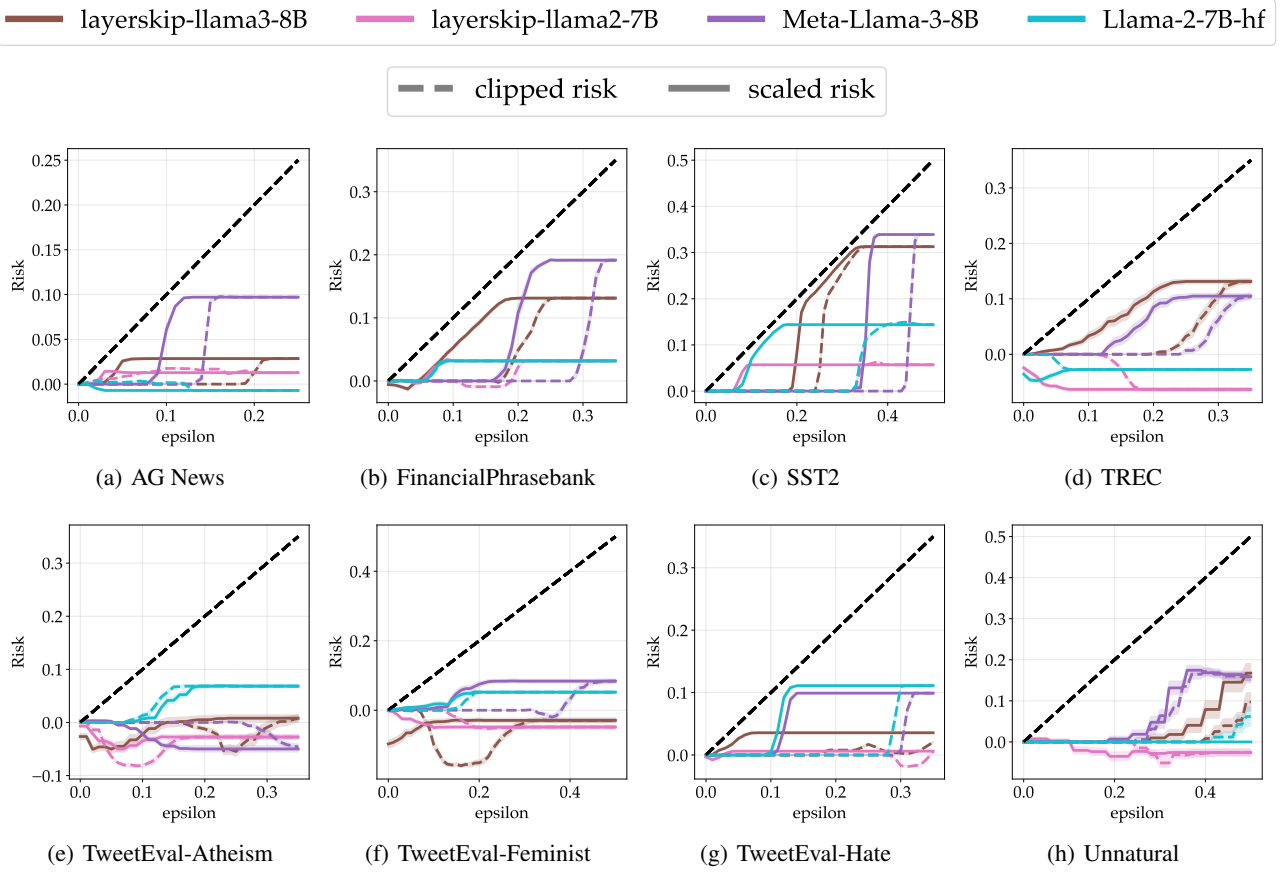 layerskip-llama3-8B layerskip-llama2-7B Meta-Llama-3-8B Llama-2-7B-hf
clipped risk scaled risk
0.25
0.20
0.15
0.10
0.05
0.00
Risk
0.0 0.1 0.2
epsilon
(a) AG News
0.3
0.2
0.1
0.0
Risk
0.0 0.1 0.2 0.3
epsilon
(b) FinancialPhrasebank
0.5
0.4
0.3
0.2
0.1
0.0
Risk
0.0 0.2 0.4
epsilon
(c) SST2
0.3
0.2
0.1
0.0
Risk
0.0 0.1 0.2 0.3
epsilon
(d) TREC
0.3
0.2
0.1
0.0
−0.1
Risk
0.0 0.1 0.2 0.3
epsilon
(e) TweetEval-Atheism
0.4
0.2
0.0
Risk
0.0 0.2 0.4
epsilon
(f) TweetEval-Feminist
0.3
0.2
0.1
0.0
Risk
0.0 0.1 0.2 0.3
epsilon
(g) TweetEval-Hate
0.5
0.4
0.3
0.2
0.1
0.0
Risk
0.0 0.2 0.4
epsilon
(h) Unnatural